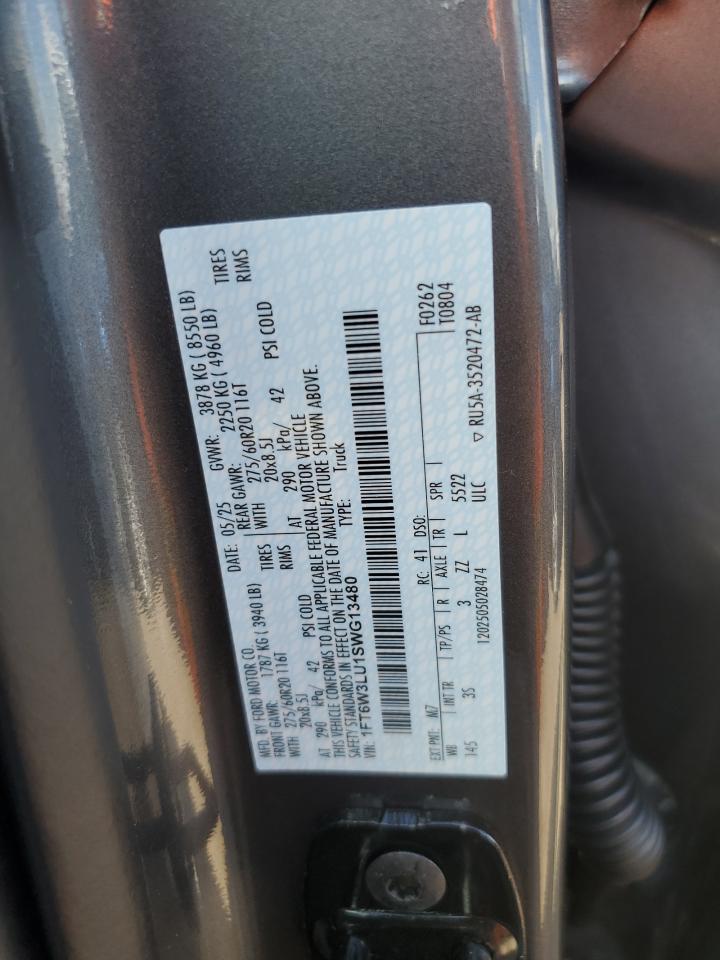 MFD. BY FORD MOTOR CO. DATE: 05/25 GVWR: 3878 KG ( 8550 LB)
FRONT GAWR: 1787 KG ( 3940 LB) REAR GAWR: 2250 KG ( 4960 LB)
WITH 275/60R20 116T TIRES WITH 275/60R20 116T TIRES
20x8.5J RIMS 20x8.5J RIMS
AT 290 kPa/ 42 PSI COLD AT 290 kPa/ 42 PSI COLD
THIS VEHICLE CONFORMS TO ALL APPLICABLE FEDERAL MOTOR VEHICLE
SAFETY STANDARDS IN EFFECT ON THE DATE OF MANUFACTURE SHOWN ABOVE.
VIN: 1FT6W3LU1SWG13480 TYPE: Truck
F0262
EXT PNT: M7 RC: 41 DSO: T0804
WB INT TR TP/PS R AXLE TR SPR
145 3S 3 ZZ L 5522
120250502847​4 ULC ▽ RU5A-3520472-AB